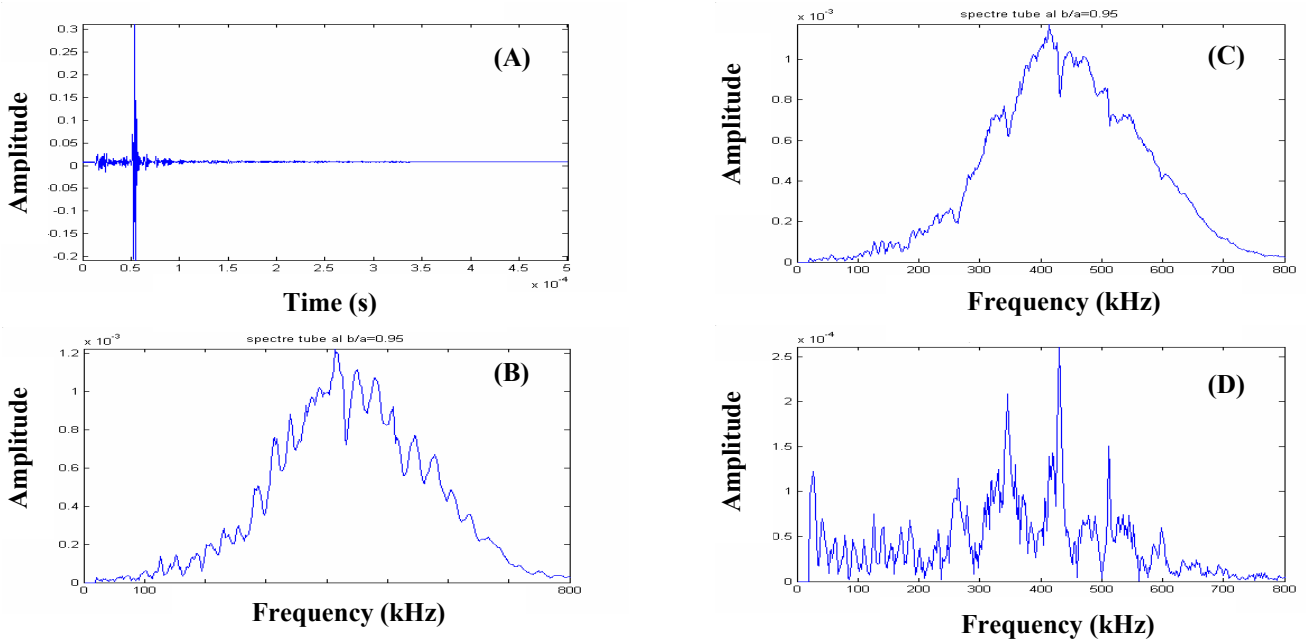 (A)
Amplitude
0.3
0.25
0.2
0.15
0.1
0.05
0
-0.05
-0.1
-0.15
-0.2
0 0.5 1 1.5 2 2.5 3 3.5 4 4.5 5
x 10⁻⁴
Time (s)
spectre tube al b/a=0.95
x 10⁻³
(B)
Amplitude
1.2
1
0.8
0.6
0.4
0.2
0
100 800
Frequency (kHz)
spectre tube al b/a=0.95
x 10⁻³
(C)
Amplitude
1
0.8
0.6
0.4
0.2
0
0 100 200 300 400 500 600 700 800
Frequency (kHz)
x 10⁻⁴
(D)
Amplitude
2.5
2
1.5
1
0.5
0
0 100 200 300 400 500 600 700 800
Frequency (kHz)